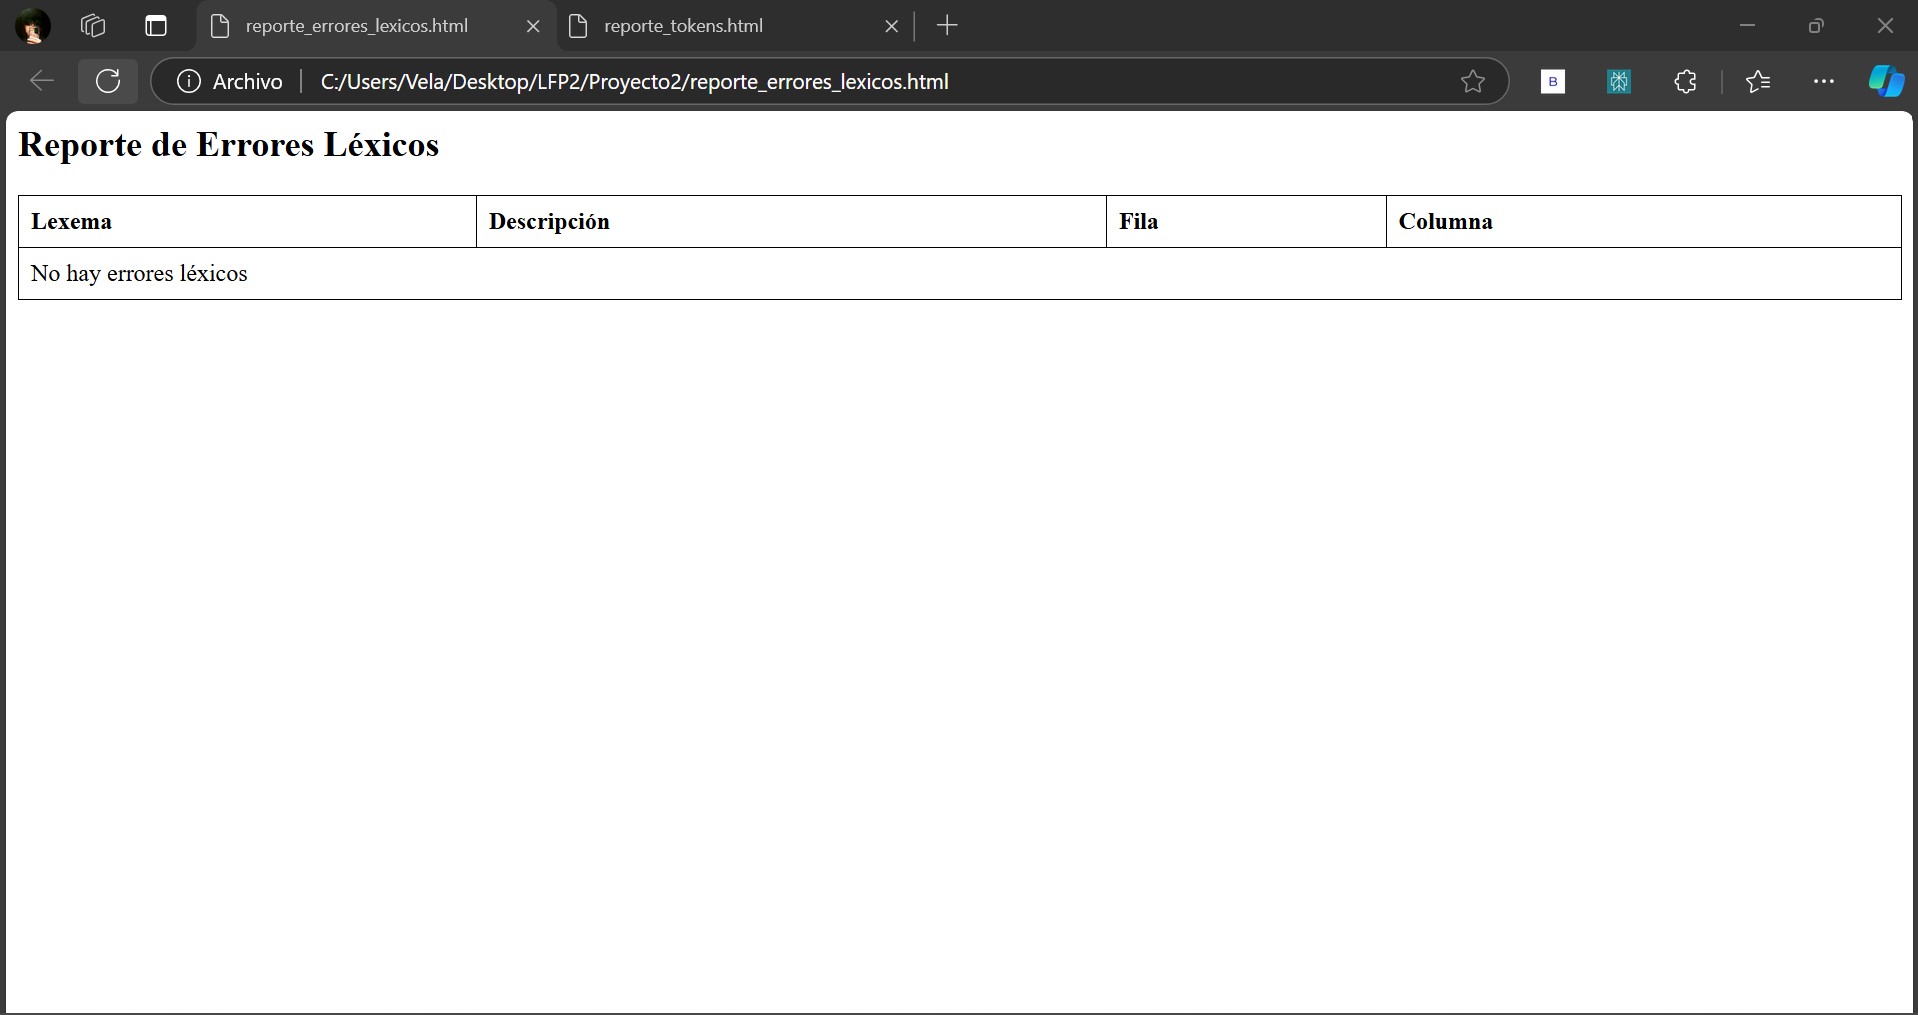 reporte_errores_lexicos.html
reporte_tokens.html
Archivo
C:/Users/Vela/Desktop/LFP2/Proyecto2/reporte_errores_lexicos.html
B
Reporte de Errores Léxicos
Lexema Descripción Fila Columna
No hay errores léxicos